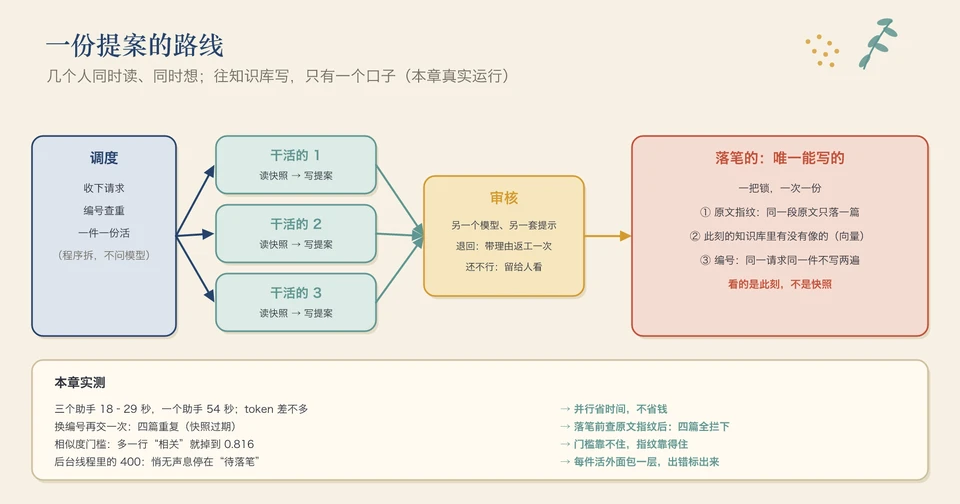 一份提案的路线
几个人同时读、同时想；往知识库写，只有一个口子（本章真实运行）
调度
收下请求
编号查重
一件一份活
（程序拆，不问模型）
干活的 1
读快照 → 写提案
干活的 2
读快照 → 写提案
干活的 3
读快照 → 写提案
审核
另一个模型、另一套提示
退回：带理由返工一次
还不行：留给人看
落笔的：唯一能写的
一把锁，一次一份
① 原文指纹：同一段原文只落一篇
② 此刻的知识库里有没有像的（向量）
③ 编号：同一请求同一件不写两遍
看的是此刻，不是快照
本章实测
三个助手 18 - 29 秒，一个助手 54 秒；token 差不多
→ 并行省时间，不省钱
换编号再交一次：四篇重复（快照过期）
→ 落笔前查原文指纹后：四篇全拦下
相似度门槛：多一行“相关”就掉到 0.816
→ 门槛靠不住，指纹靠得住
后台线程里的 400：悄无声息停在“待落笔”
→ 每件活外面包一层，出错标出来